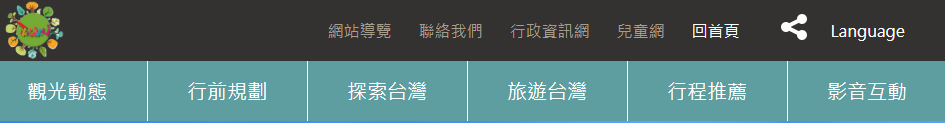 網站導覽 聯絡我們 行政資訊網 兒童網 回首頁 Language
觀光動態 行前規劃 探索台灣 旅遊台灣 行程推薦 影音互動